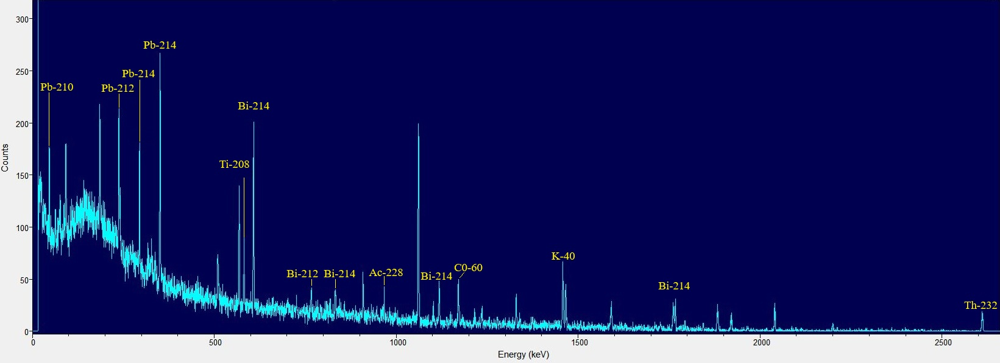 300
Pb-214
250
Pb-214
Pb-210
Pb-212
200
Bi-214
Counts
150
Ti-208
100
K-40
50
Bi-212
Bi-214
Ac-228
Bi-214
C0-60
Bi-214
Th-232
0
0
500
1000
1500
2000
2500
Energy (keV)